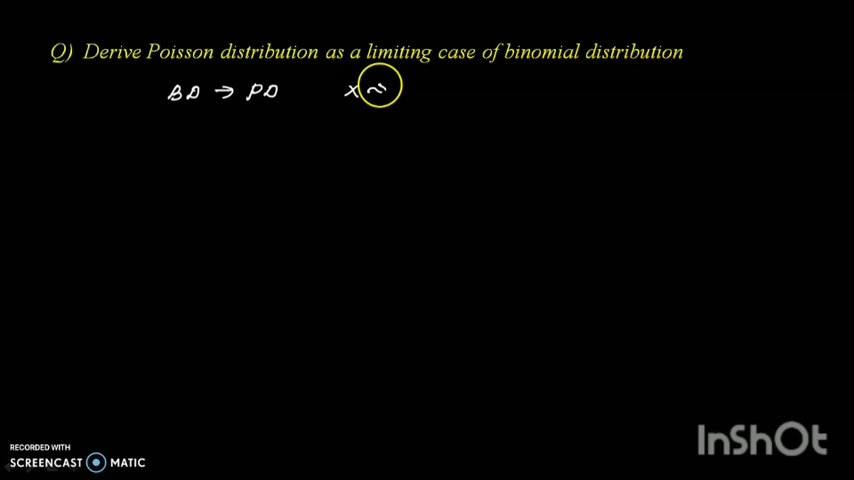 Q) Derive Poisson distribution as a limiting case of binomial distribution
BD → PD X ~
InShOt
RECORDED WITH
SCREENCAST MATIC